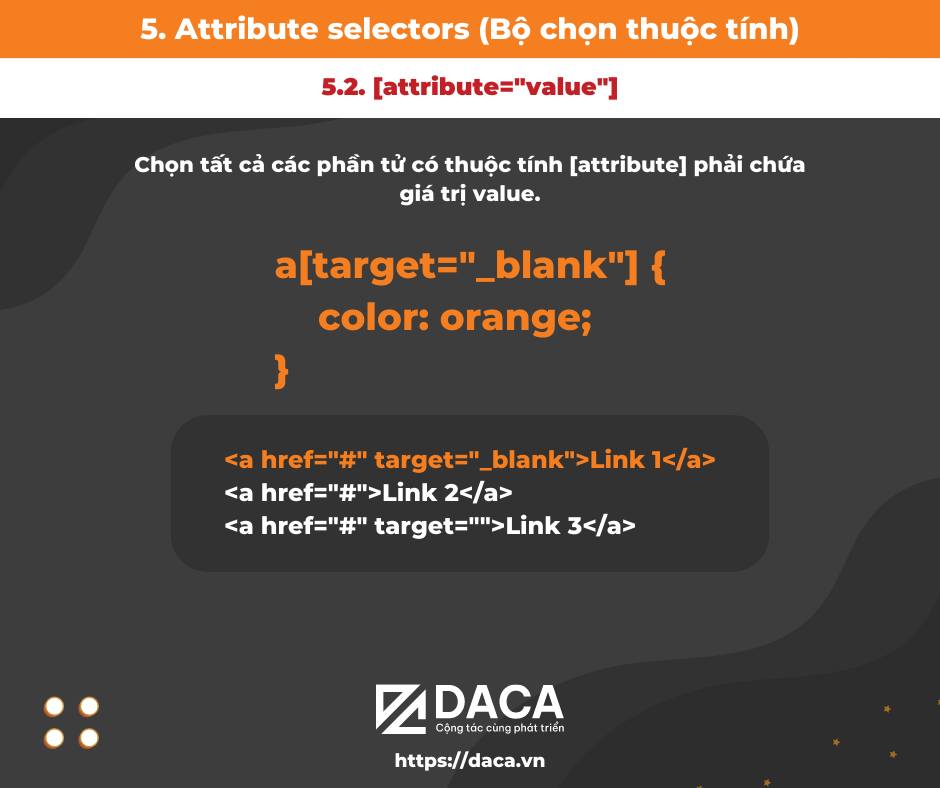 5. Attribute selectors (Bộ chọn thuộc tính)
5.2. [attribute="value"]
Chọn tất cả các phần tử có thuộc tính [attribute] phải chứa
giá trị value.
a[target="_blank"] {
color: orange;
}
<a href="#" target="_blank">Link 1</a>
<a href="#">Link 2</a>
<a href="#" target="">Link 3</a>
DACA
Cộng tác cùng phát triển
https://daca.vn